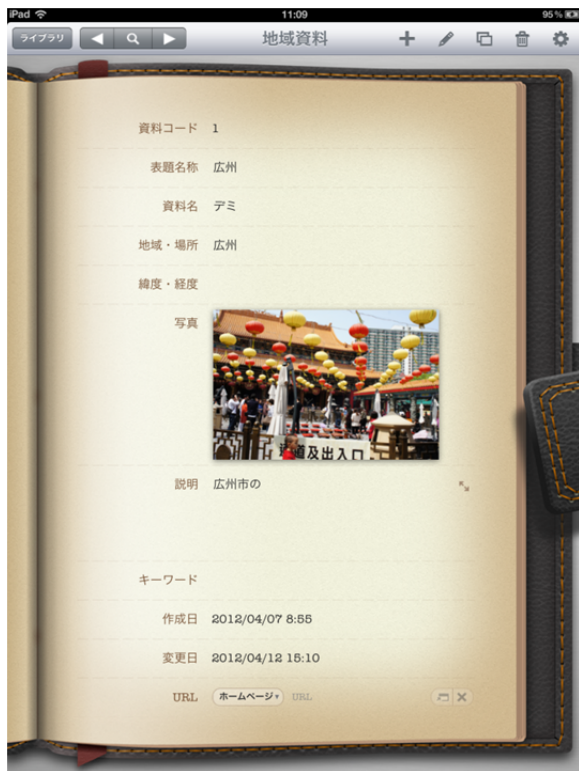 iPad 11:09 95%
ライブラリ 地域資料
資料コード 1
表題名称 広州
資料名 デミ
地域・場所 広州
緯度・経度
写真
道及出入口
説明 広州市の
キーワード
作成日 2012/04/07 8:55
変更日 2012/04/12 15:10
URL ホームページ URL